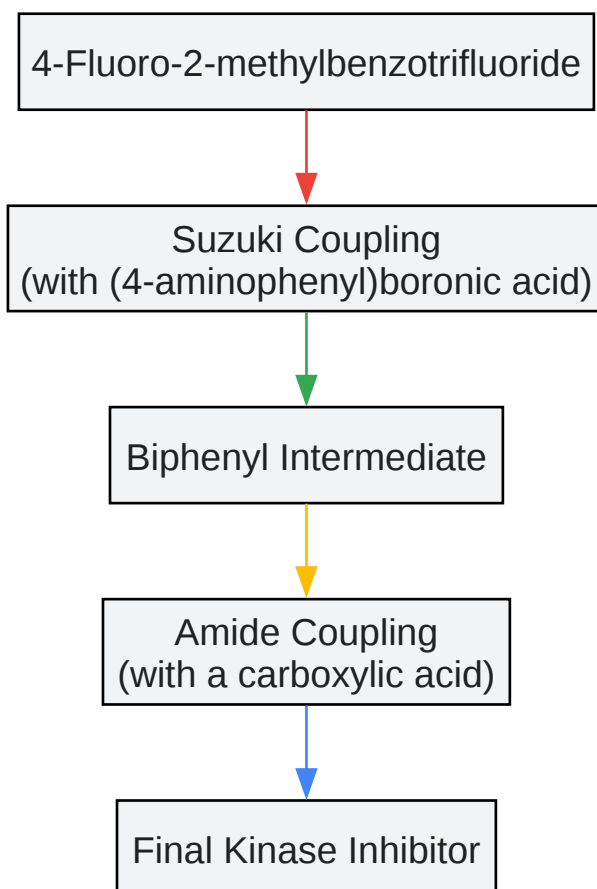 4-Fluoro-2-methylbenzotrifluoride
Suzuki Coupling
(with (4-aminophenyl)boronic acid)
Biphenyl Intermediate
Amide Coupling
(with a carboxylic acid)
Final Kinase Inhibitor